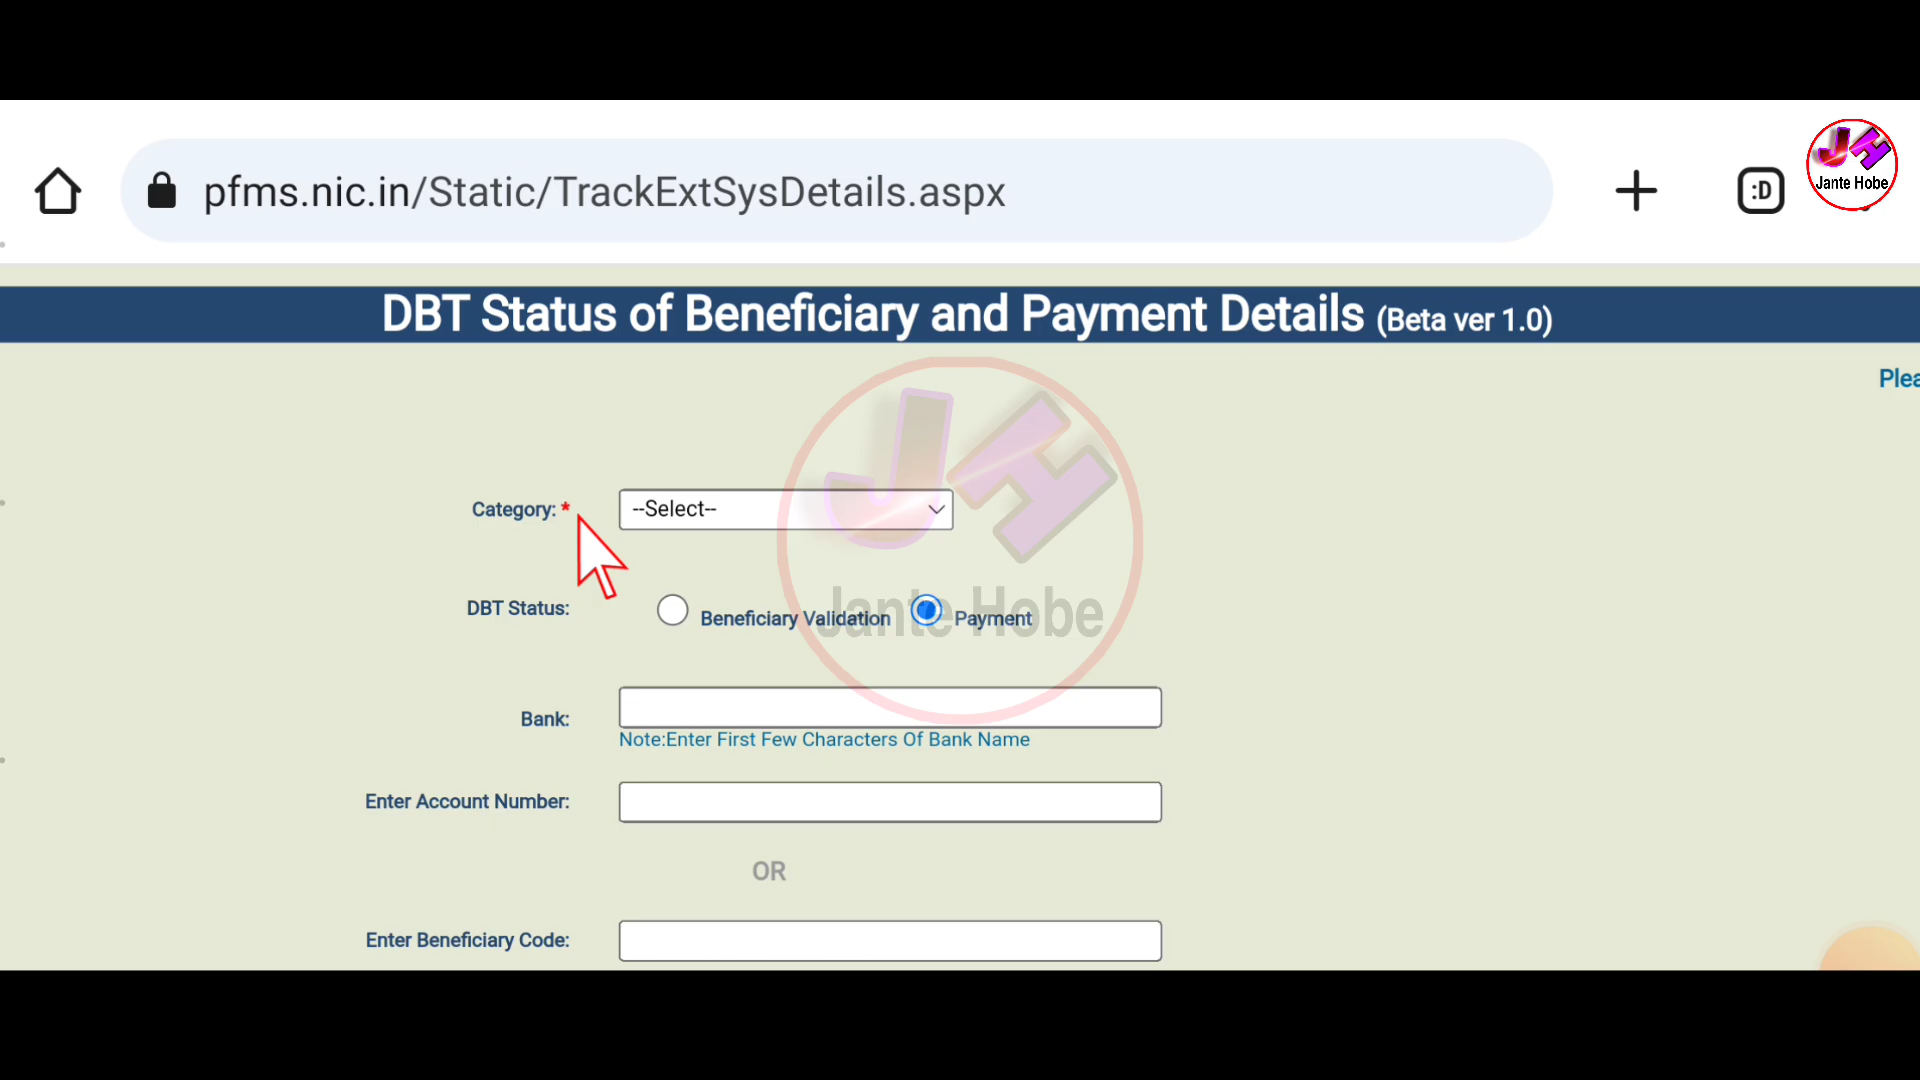 pfms.nic.in/Static/TrackExtSysDetails.aspx
:D
JH
Jante Hobe
DBT Status of Beneficiary and Payment Details (Beta ver 1.0)
Plea
JH
Category: *
--Select--
DBT Status:
Beneficiary Validation
Payment
Jante Hobe
Bank:
Note:Enter First Few Characters Of Bank Name
Enter Account Number:
OR
Enter Beneficiary Code: